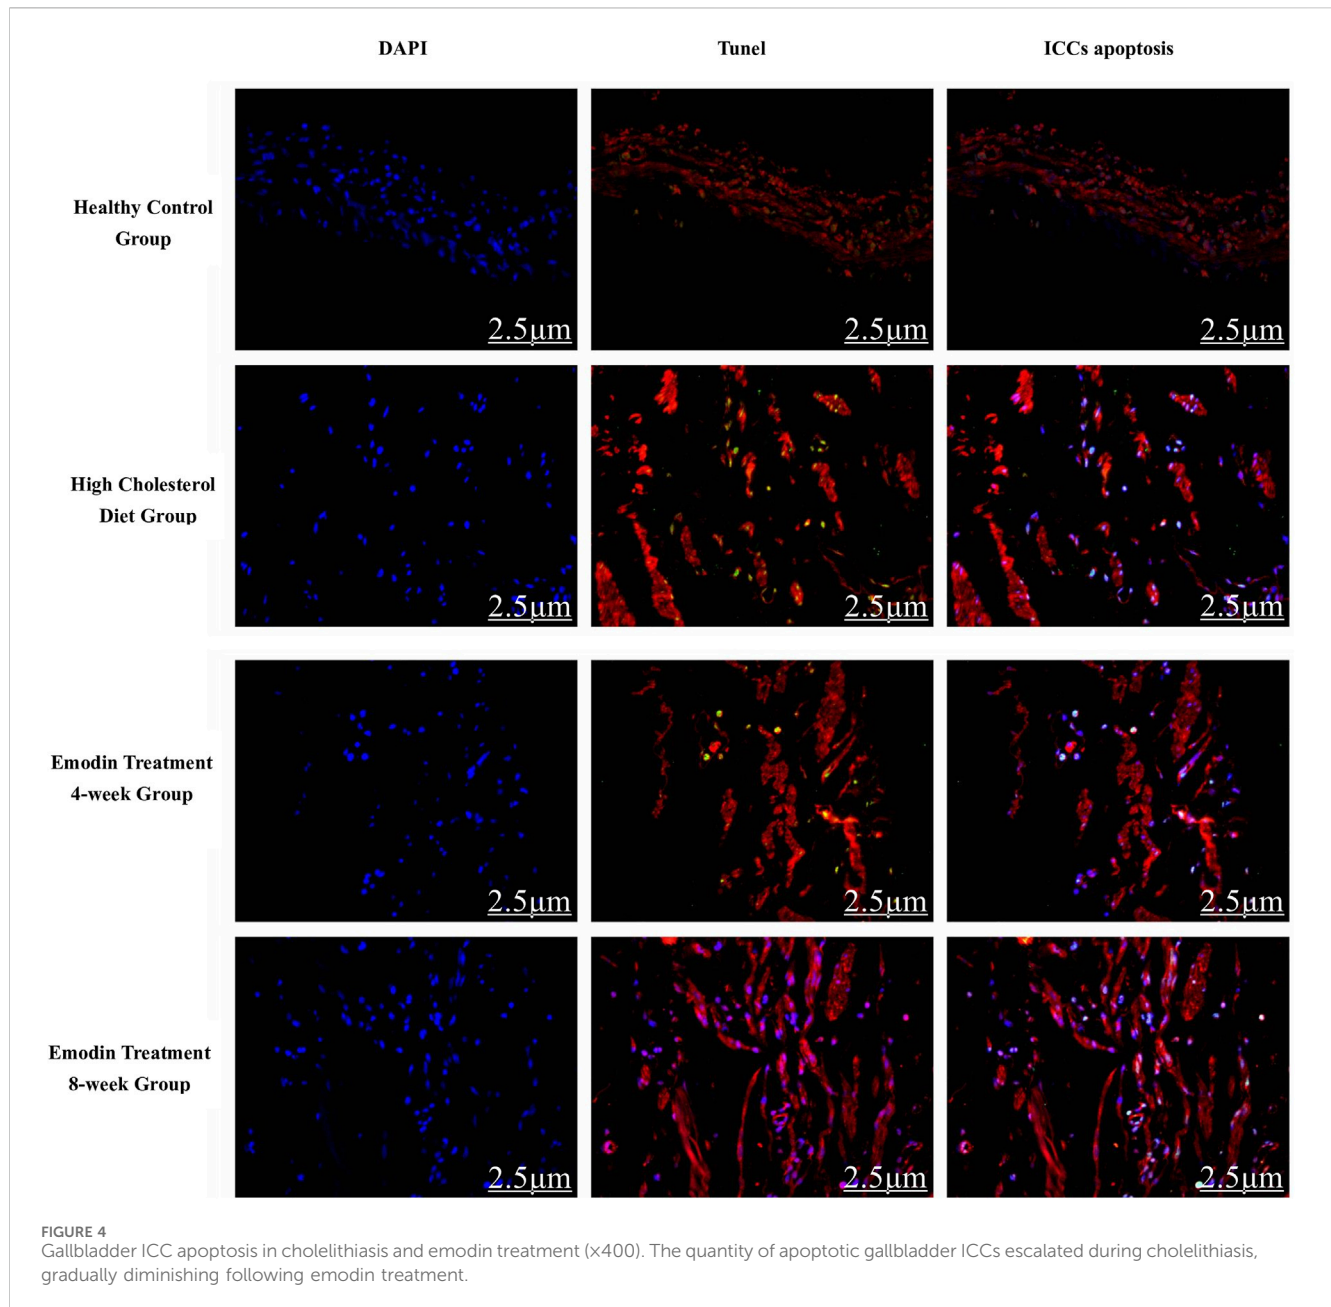 DAPI Tunel ICCs apoptosis
Healthy Control
Group
2.5μm 2.5μm 2.5μm
High Cholesterol
Diet Group
2.5μm 2.5μm 2.5μm
Emodin Treatment
4-week Group
2.5μm 2.5μm 2.5μm
Emodin Treatment
8-week Group
2.5μm 2.5μm 2.5μm
FIGURE 4
Gallbladder ICC apoptosis in cholelithiasis and emodin treatment (×400). The quantity of apoptotic gallbladder ICCs escalated during cholelithiasis,
gradually diminishing following emodin treatment.